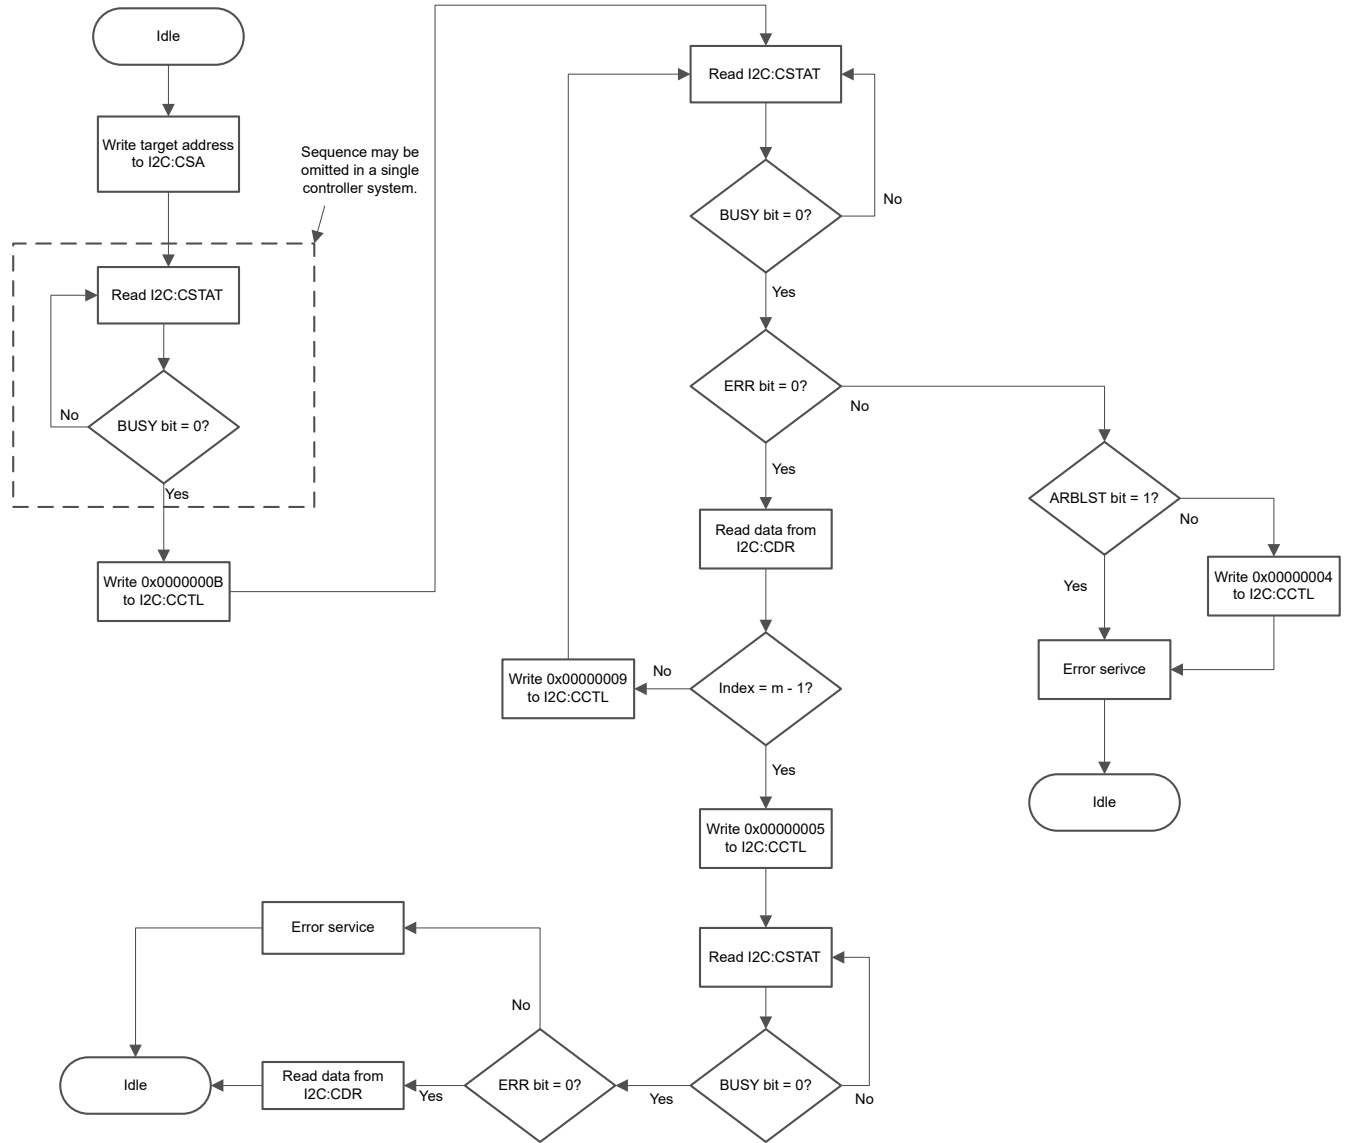 Idle
Write target address
to I2C:CSA
Sequence may be
omitted in a single
controller system.
Read I2C:CSTAT
BUSY bit = 0?
No
Yes
Write 0x0000000B
to I2C:CCTL
Read I2C:CSTAT
BUSY bit = 0?
No
Yes
ERR bit = 0?
No
Yes
ARBLST bit = 1?
No
Write 0x00000004
to I2C:CCTL
Yes
Error serivce
Idle
Read data from
I2C:CDR
Index = m - 1?
No
Write 0x00000009
to I2C:CCTL
Yes
Write 0x00000005
to I2C:CCTL
Read I2C:CSTAT
BUSY bit = 0?
No
Yes
ERR bit = 0?
No
Error service
Yes
Read data from
I2C:CDR
Idle